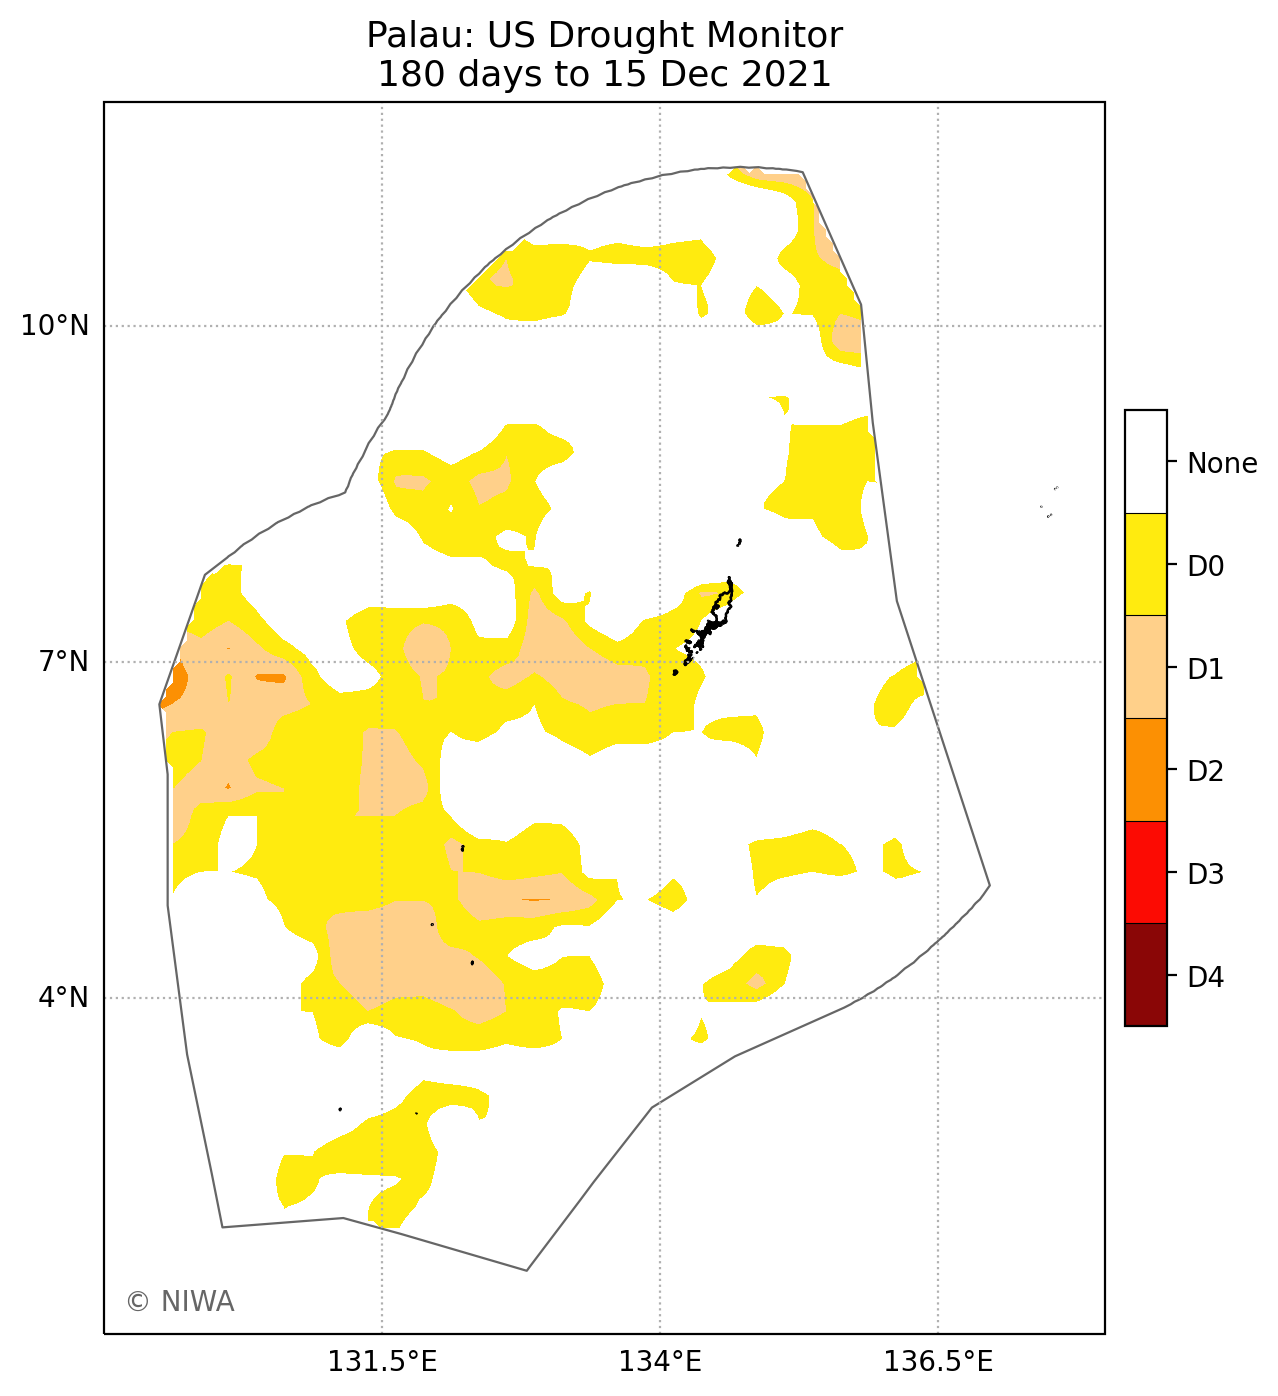 Palau: US Drought Monitor
180 days to 15 Dec 2021
10°N
7°N
4°N
131.5°E
134°E
136.5°E
None
D0
D1
D2
D3
D4
© NIWA